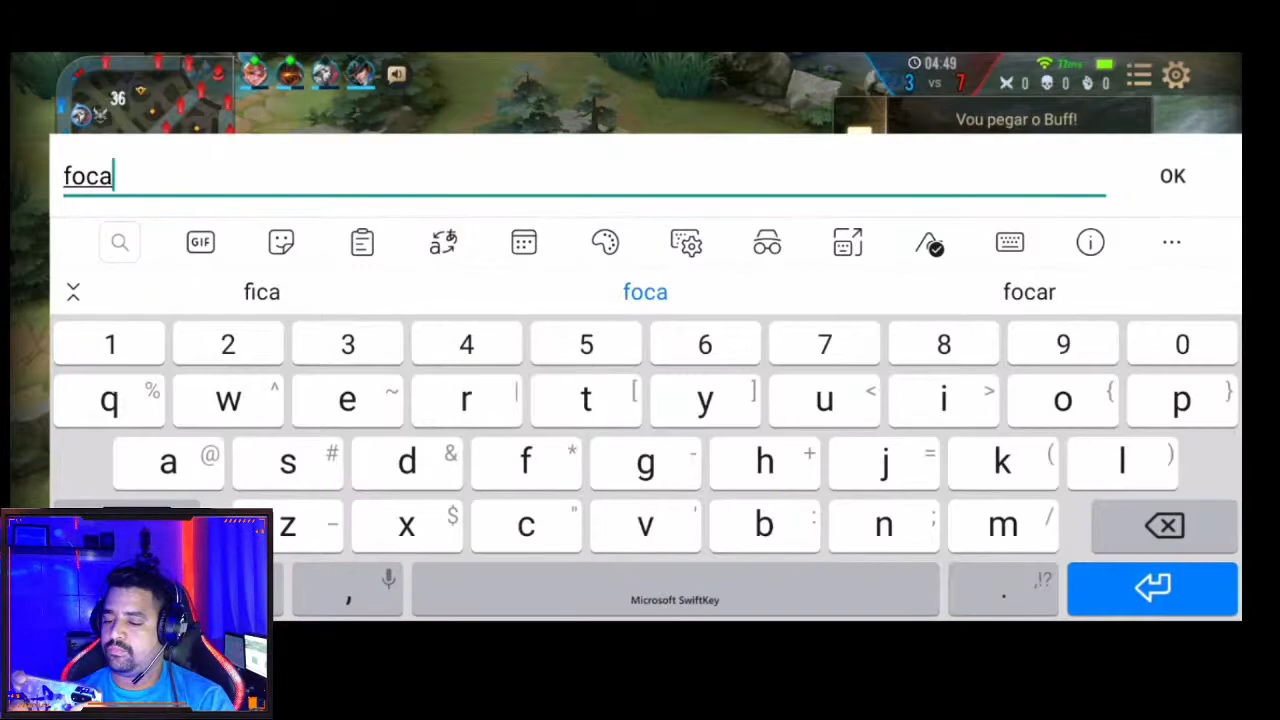 36
04:49
72ms
3 vs 7
0 0 0
Vou pegar o Buff!
foca
OK
GIF
fica foca focar
1 2 3 4 5 6 7 8 9 0
q % w ^ e ~ r | t [ y ] u < i > o { p }
a @ s # d & f * g - h + j = k ( l )
z _ x $ c " v ' b : n ; m /
, Microsoft SwiftKey . ,!?